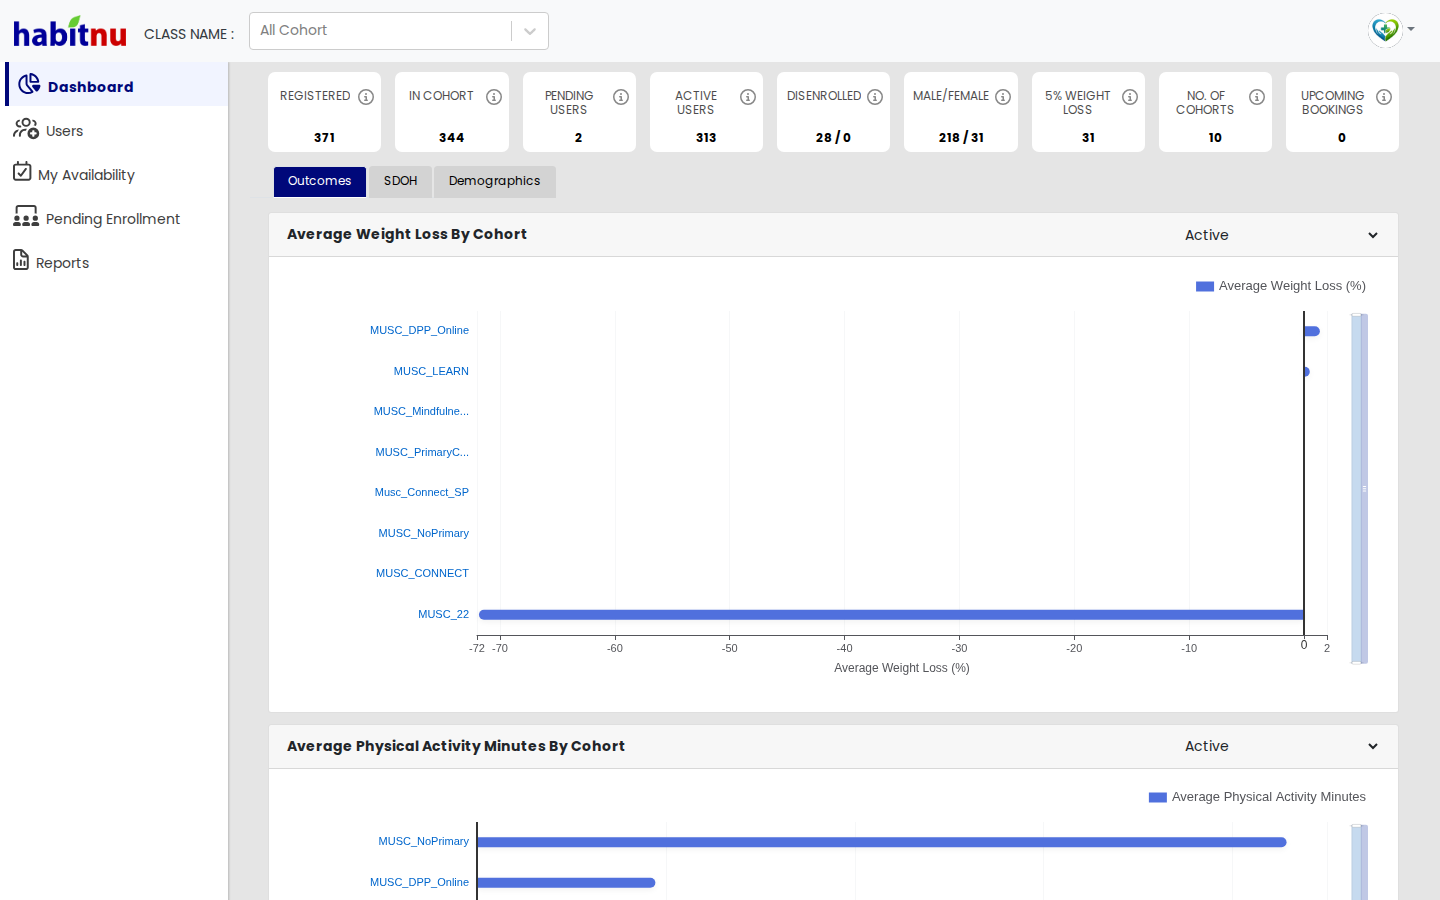 habitnu
CLASS NAME :
All Cohort
Dashboard
Users
My Availability
Pending Enrollment
Reports
REGISTERED
371
IN COHORT
344
PENDING
USERS
2
ACTIVE
USERS
313
DISENROLLED
28 / 0
MALE/FEMALE
218 / 31
5% WEIGHT
LOSS
31
NO. OF
COHORTS
10
UPCOMING
BOOKINGS
0
Outcomes
SDOH
Demographics
Average Weight Loss By Cohort
Active
Average Weight Loss (%)
MUSC_DPP_Online
MUSC_LEARN
MUSC_Mindfulne...
MUSC_PrimaryC...
Musc_Connect_SP
MUSC_NoPrimary
MUSC_CONNECT
MUSC_22
-72 -70 -60 -50 -40 -30 -20 -10 0 2
Average Weight Loss (%)
Average Physical Activity Minutes By Cohort
Active
Average Physical Activity Minutes
MUSC_NoPrimary
MUSC_DPP_Online